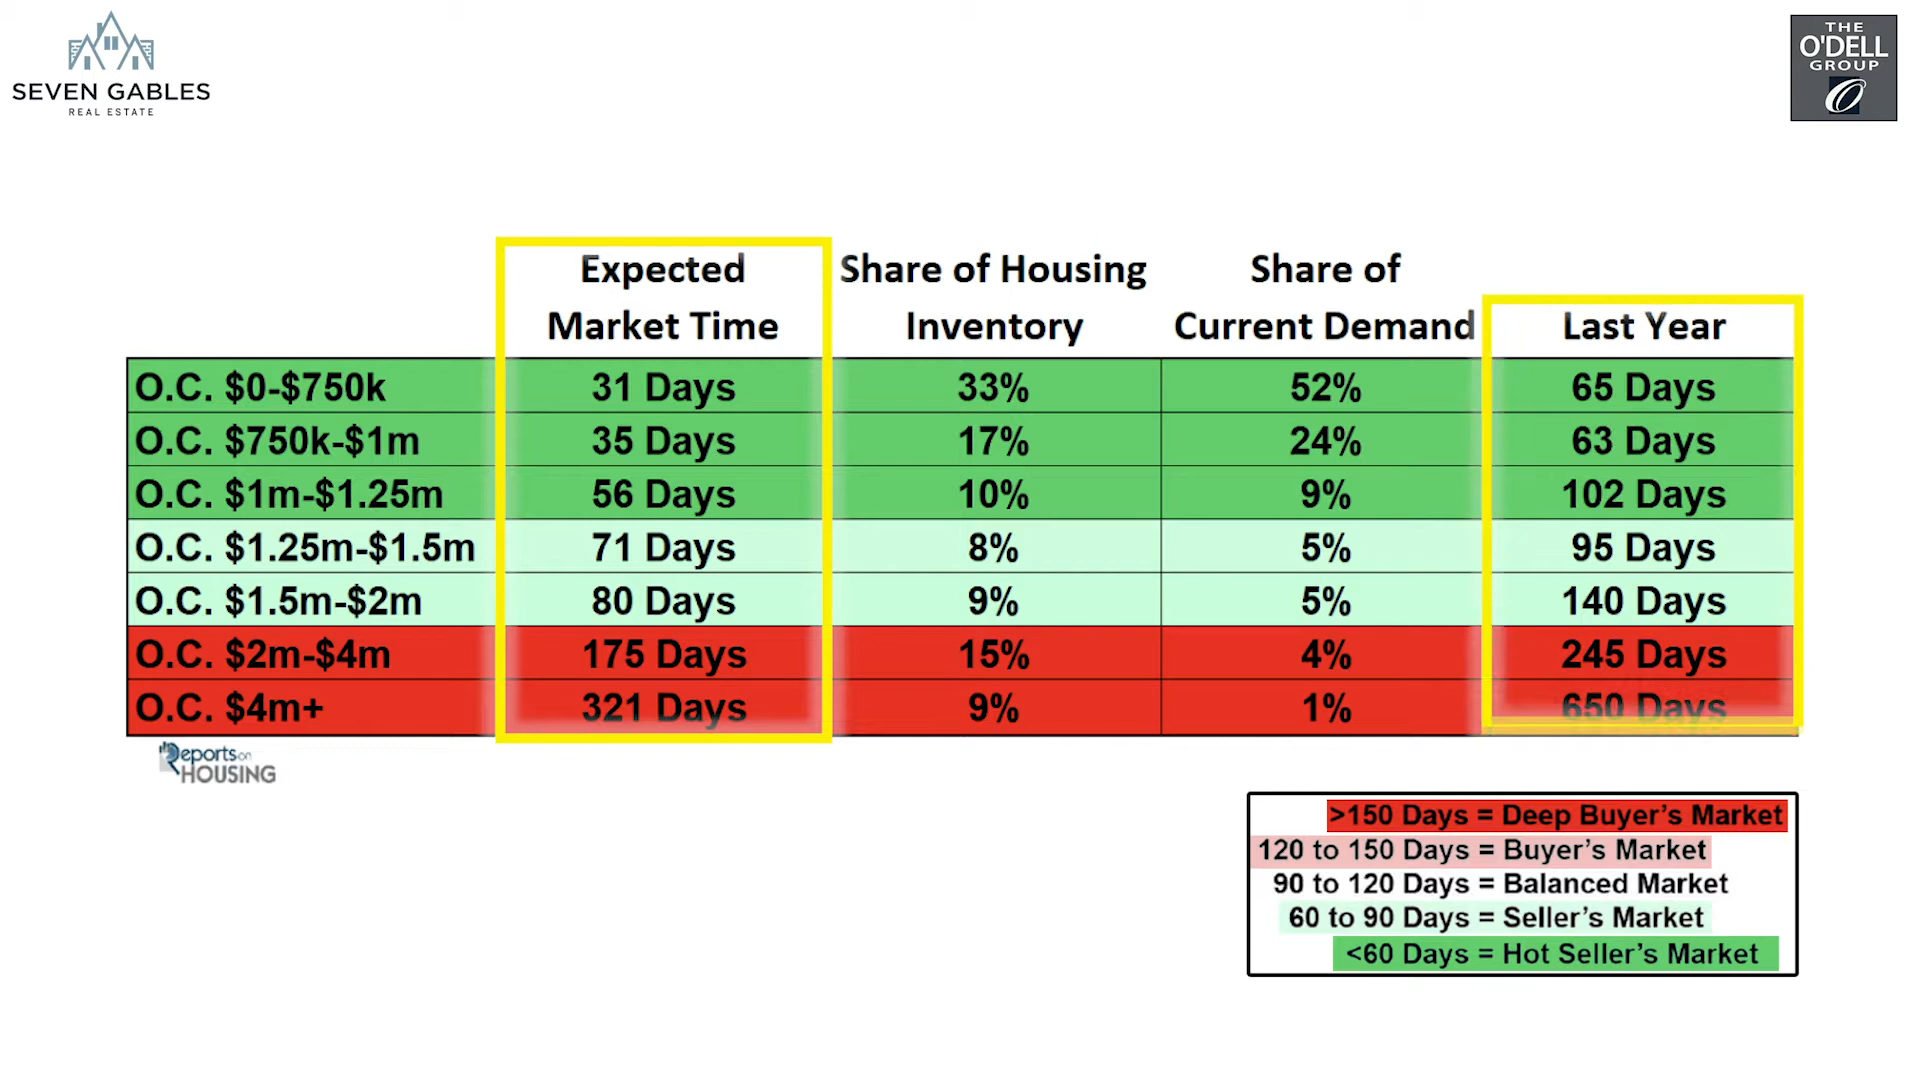 SEVEN GABLES
REAL ESTATE
THE
O'DELL
GROUP
Expected Share of Housing Share of
Market Time Inventory Current Demand Last Year
O.C. $0-$750k 31 Days 33% 52% 65 Days
O.C. $750k-$1m 35 Days 17% 24% 63 Days
O.C. $1m-$1.25m 56 Days 10% 9% 102 Days
O.C. $1.25m-$1.5m 71 Days 8% 5% 95 Days
O.C. $1.5m-$2m 80 Days 9% 5% 140 Days
O.C. $2m-$4m 175 Days 15% 4% 245 Days
O.C. $4m+ 321 Days 9% 1% 650 Days
Reports on
HOUSING
>150 Days = Deep Buyer’s Market
120 to 150 Days = Buyer’s Market
90 to 120 Days = Balanced Market
60 to 90 Days = Seller’s Market
<60 Days = Hot Seller’s Market